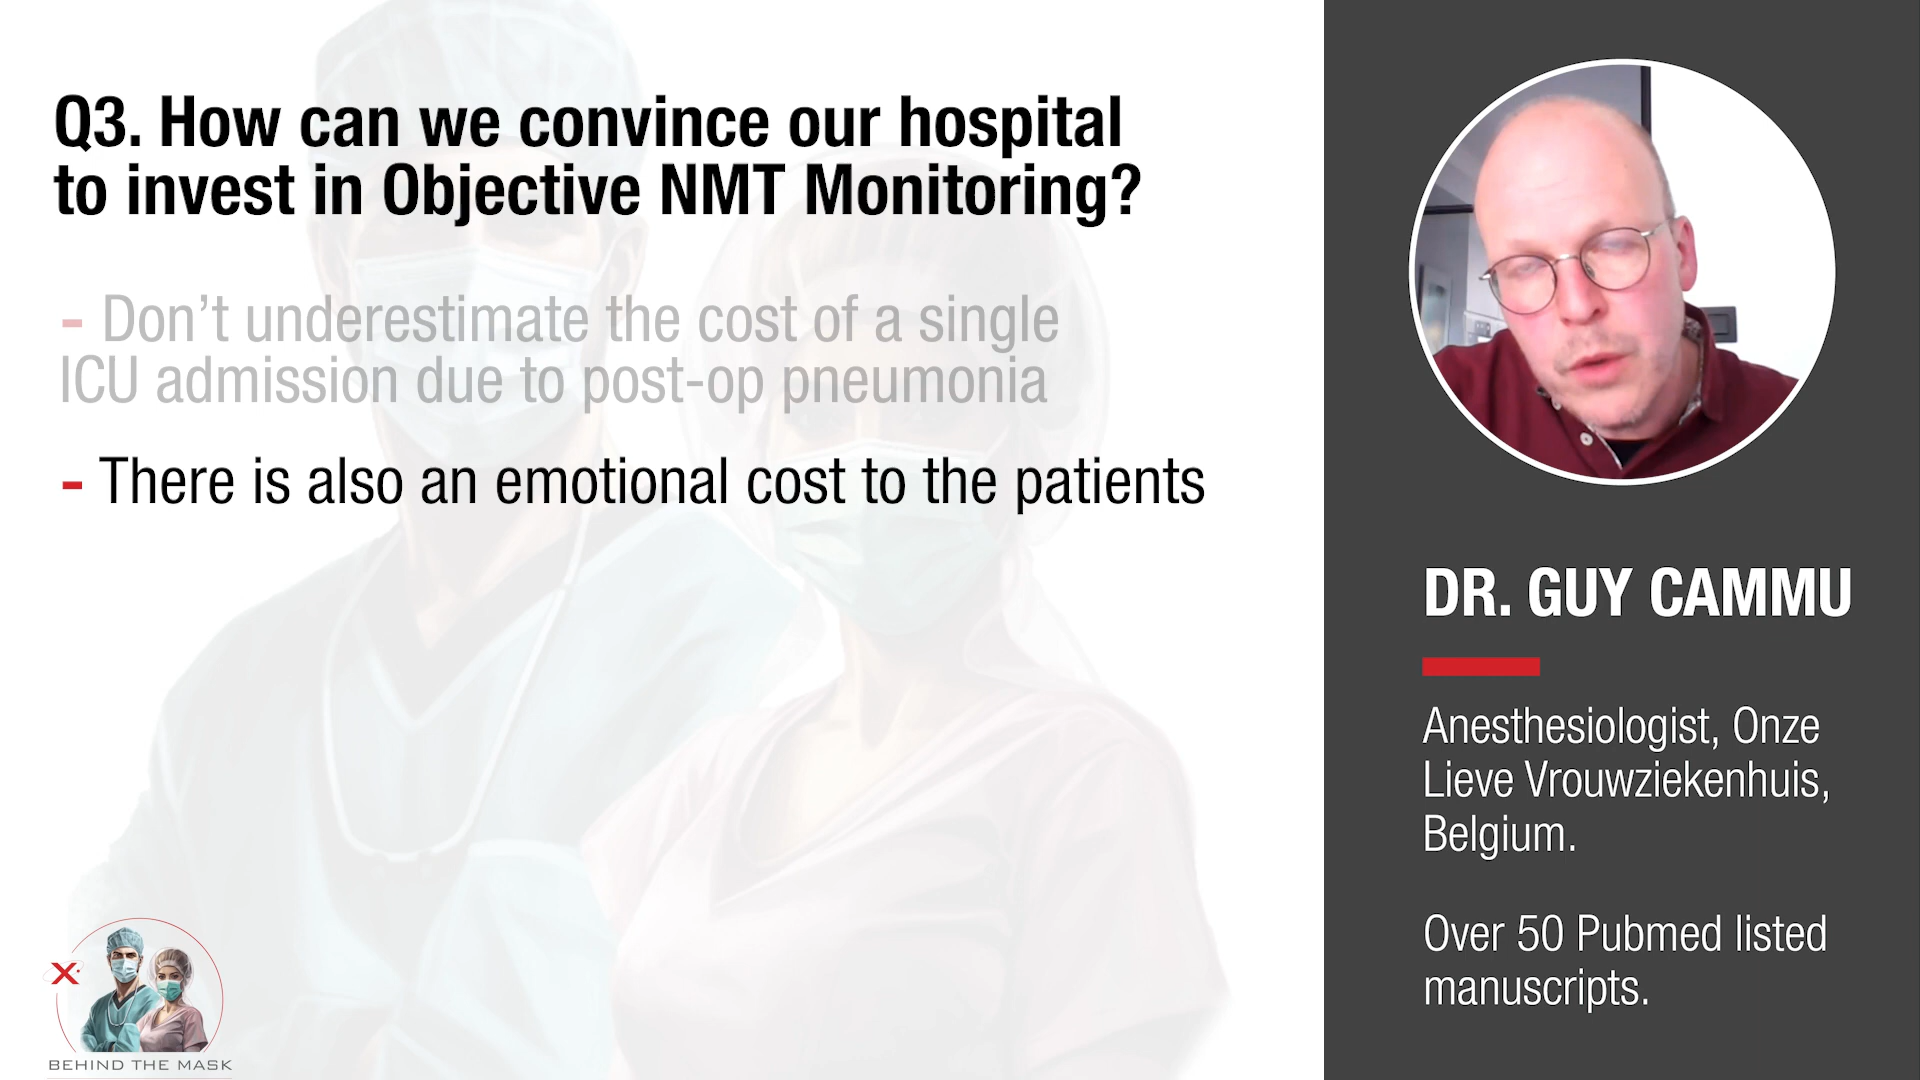 Q3. How can we convince our hospital
to invest in Objective NMT Monitoring?
- Don’t underestimate the cost of a single
ICU admission due to post-op pneumonia
- There is also an emotional cost to the patients
DR. GUY CAMMU
Anesthesiologist, Onze
Lieve Vrouwziekenhuis,
Belgium.
Over 50 Pubmed listed
manuscripts.
X
BEHIND THE MASK